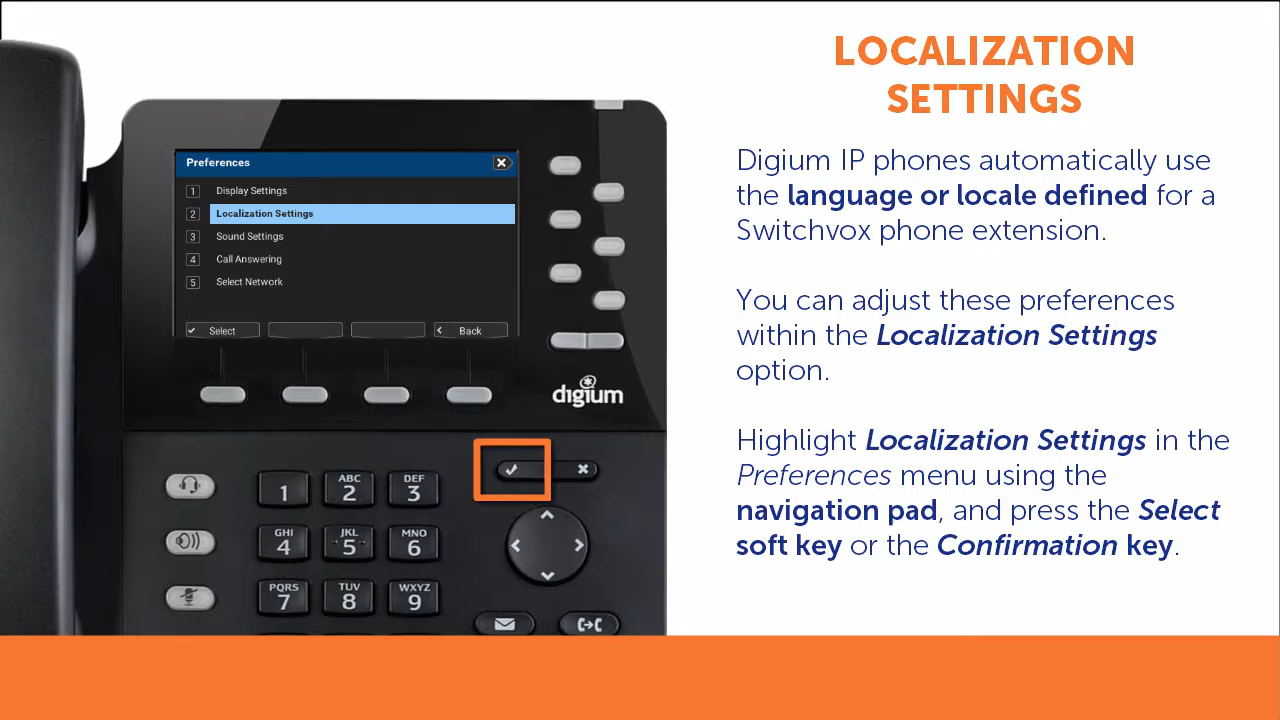 LOCALIZATION
SETTINGS
Digium IP phones automatically use
the language or locale defined for a
Switchvox phone extension.
You can adjust these preferences
within the Localization Settings
option.
Highlight Localization Settings in the
Preferences menu using the
navigation pad, and press the Select
soft key or the Confirmation key.
Preferences
1 Display Settings
2 Localization Settings
3 Sound Settings
4 Call Answering
5 Select Network
Select Back
digium
1 ABC 2 DEF 3
GHI 4 JKL 5 MNO 6
PQRS 7 TUV 8 WXYZ 9